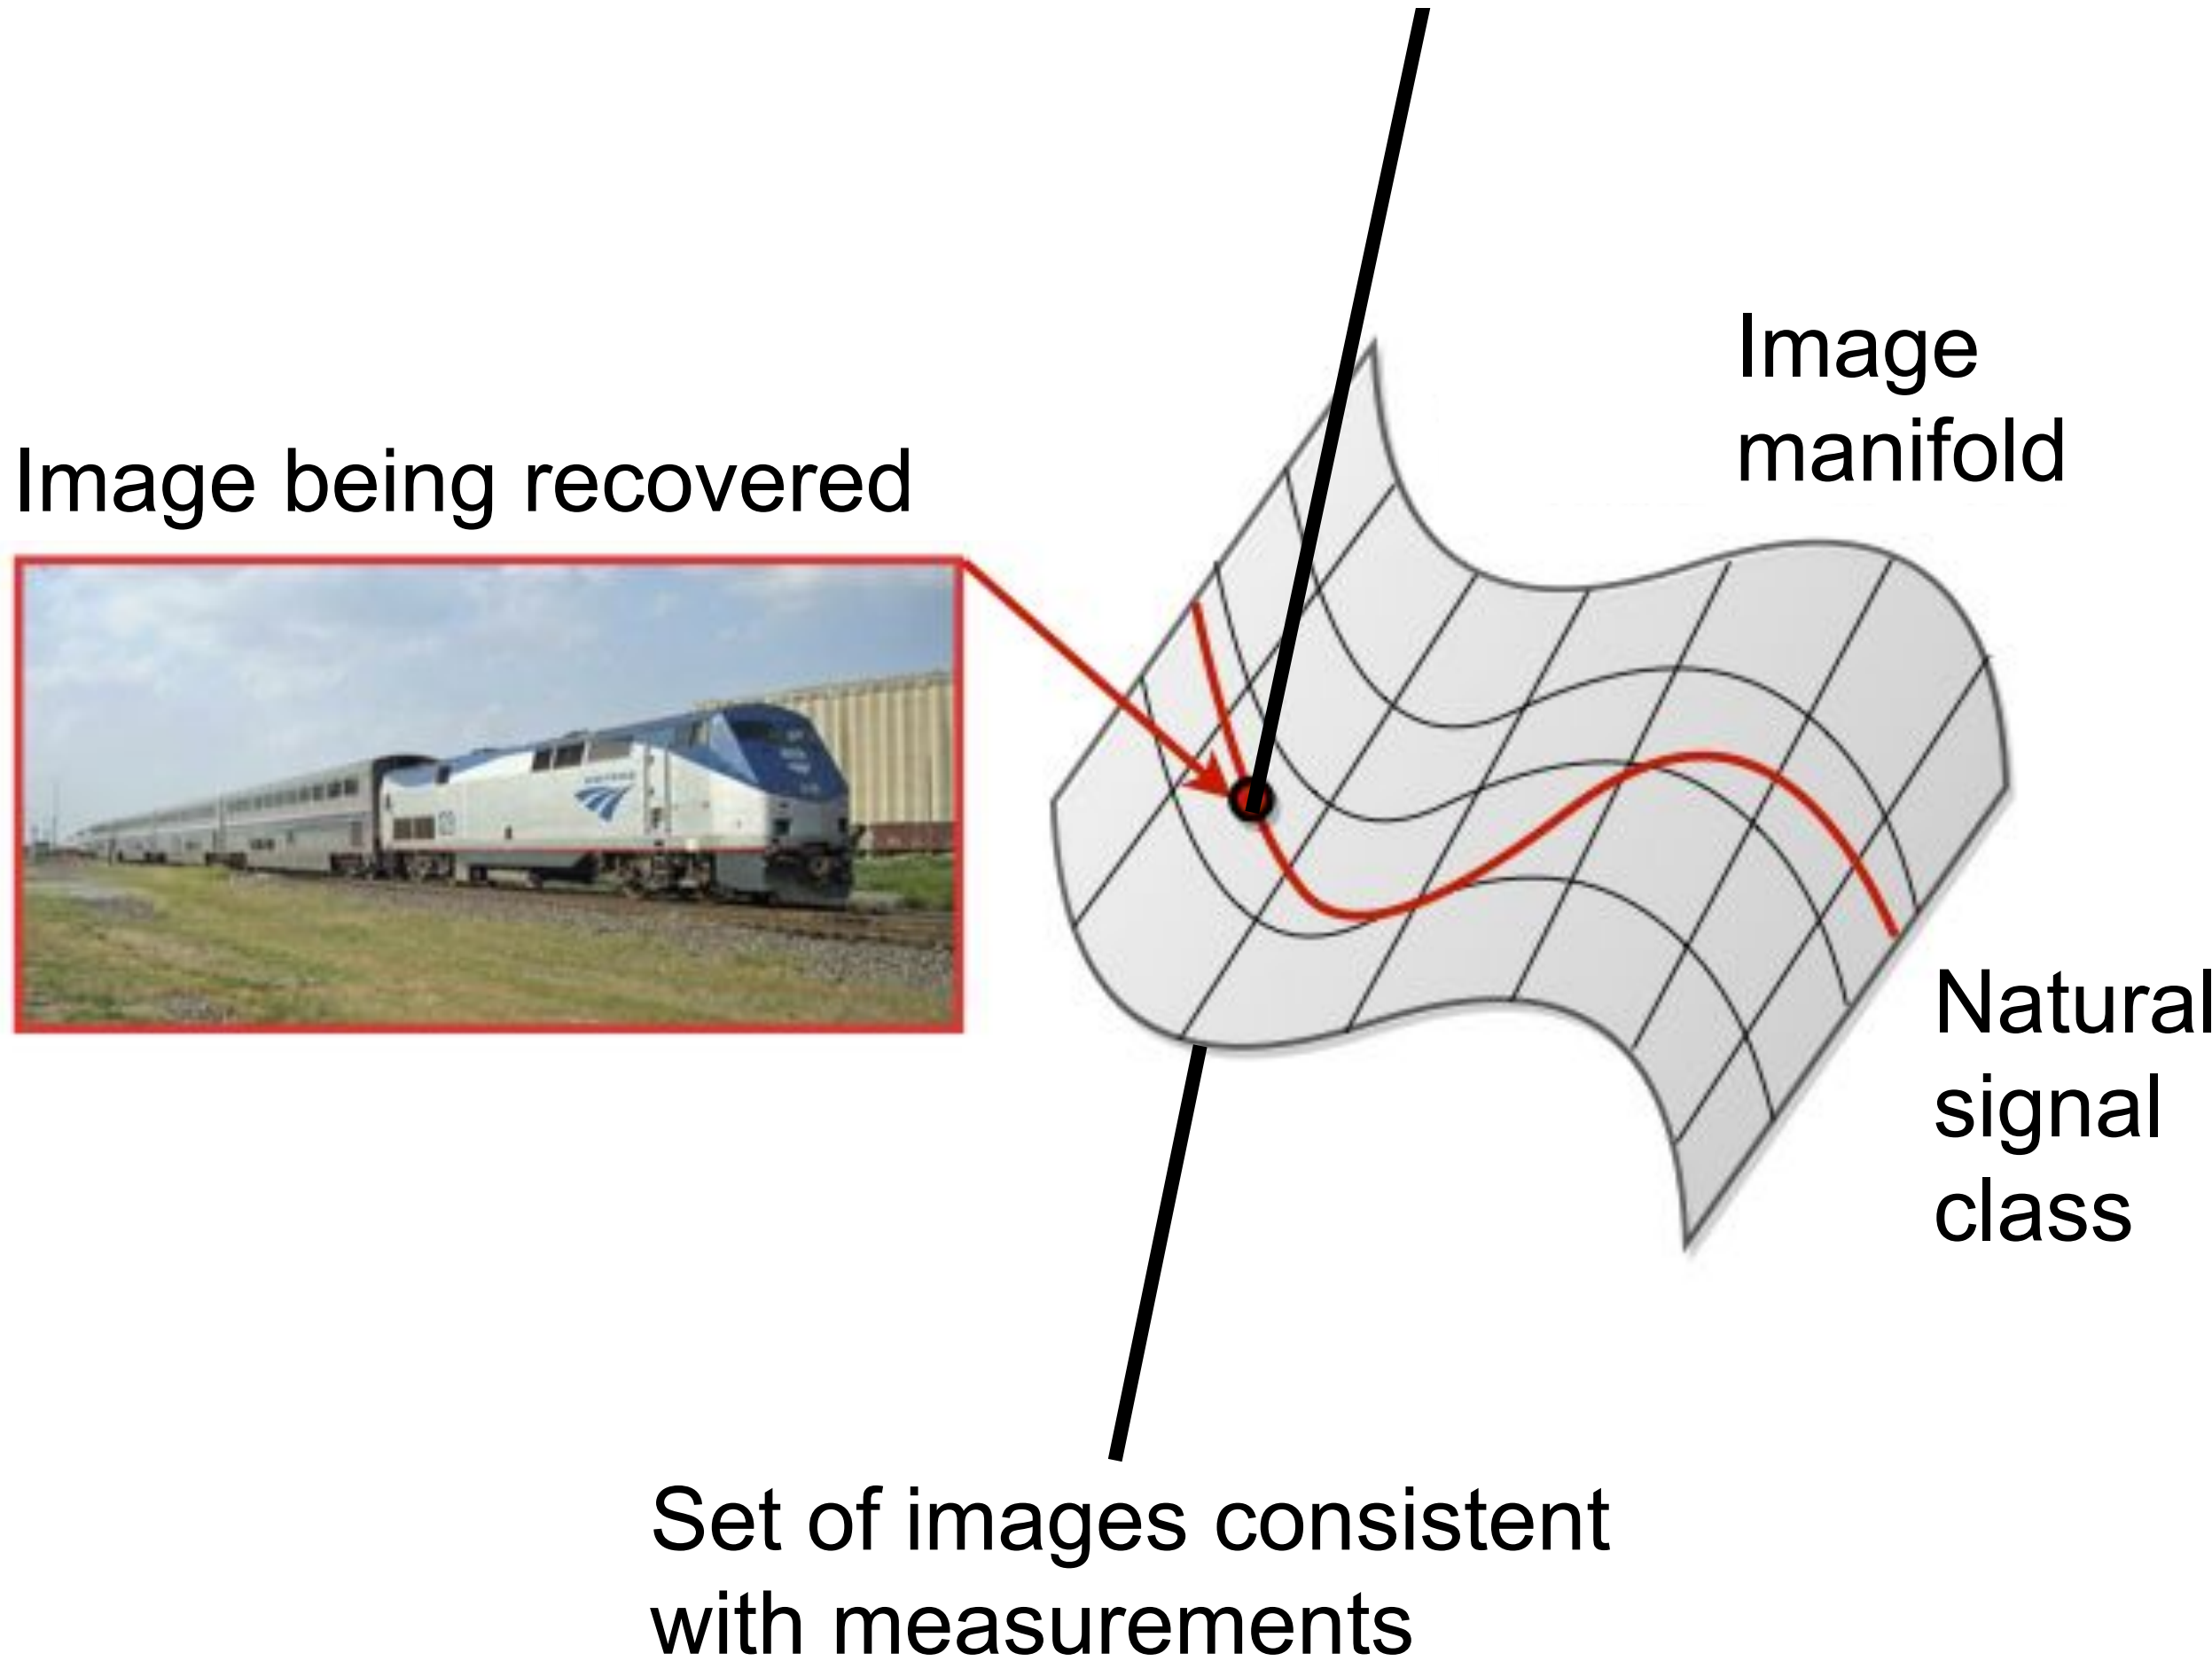 Image
manifold
Image being recovered
Natural
signal
class
Set of images consistent
with measurements